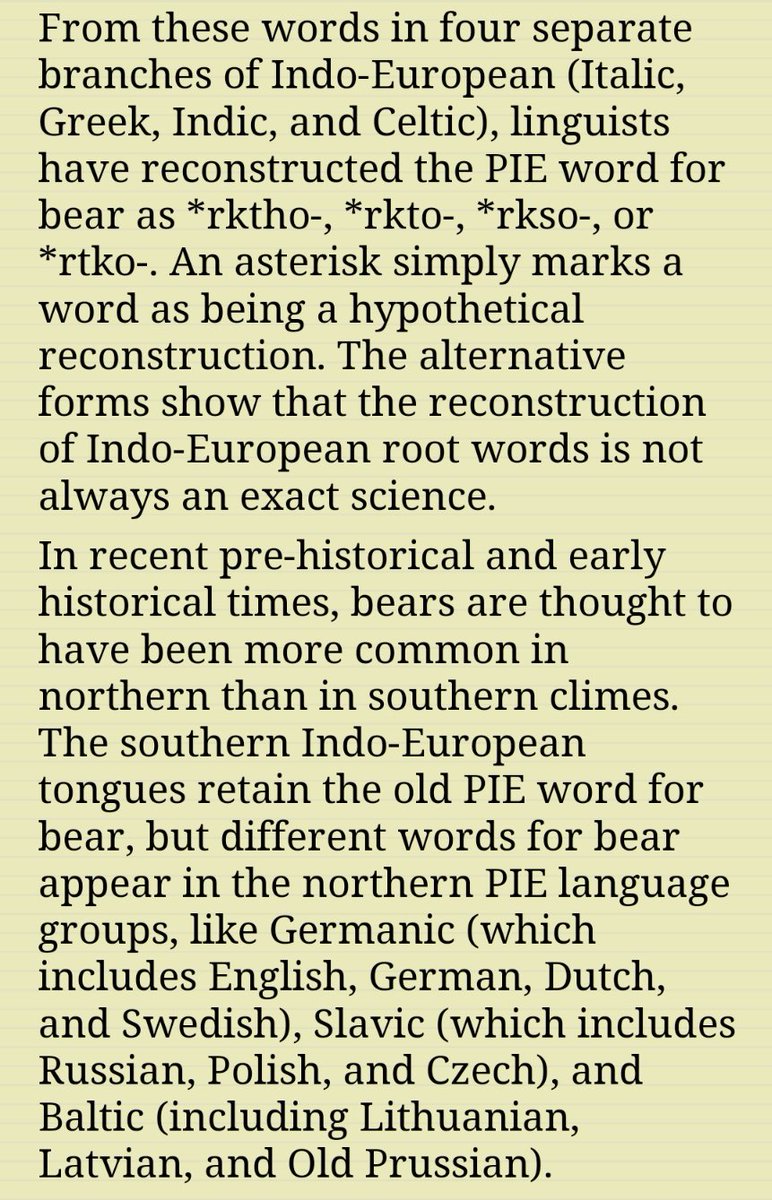 From these words in four separate
branches of Indo-European (Italic,
Greek, Indic, and Celtic), linguists
have reconstructed the PIE word for
bear as *rktho-, *rkto-, *rkso-, or
*rtko-. An asterisk simply marks a
word as being a hypothetical
reconstruction. The alternative
forms show that the reconstruction
of Indo-European root words is not
always an exact science.
In recent pre-historical and early
historical times, bears are thought to
have been more common in
northern than in southern climes.
The southern Indo-European
tongues retain the old PIE word for
bear, but different words for bear
appear in the northern PIE language
groups, like Germanic (which
includes English, German, Dutch,
and Swedish), Slavic (which includes
Russian, Polish, and Czech), and
Baltic (including Lithuanian,
Latvian, and Old Prussian).